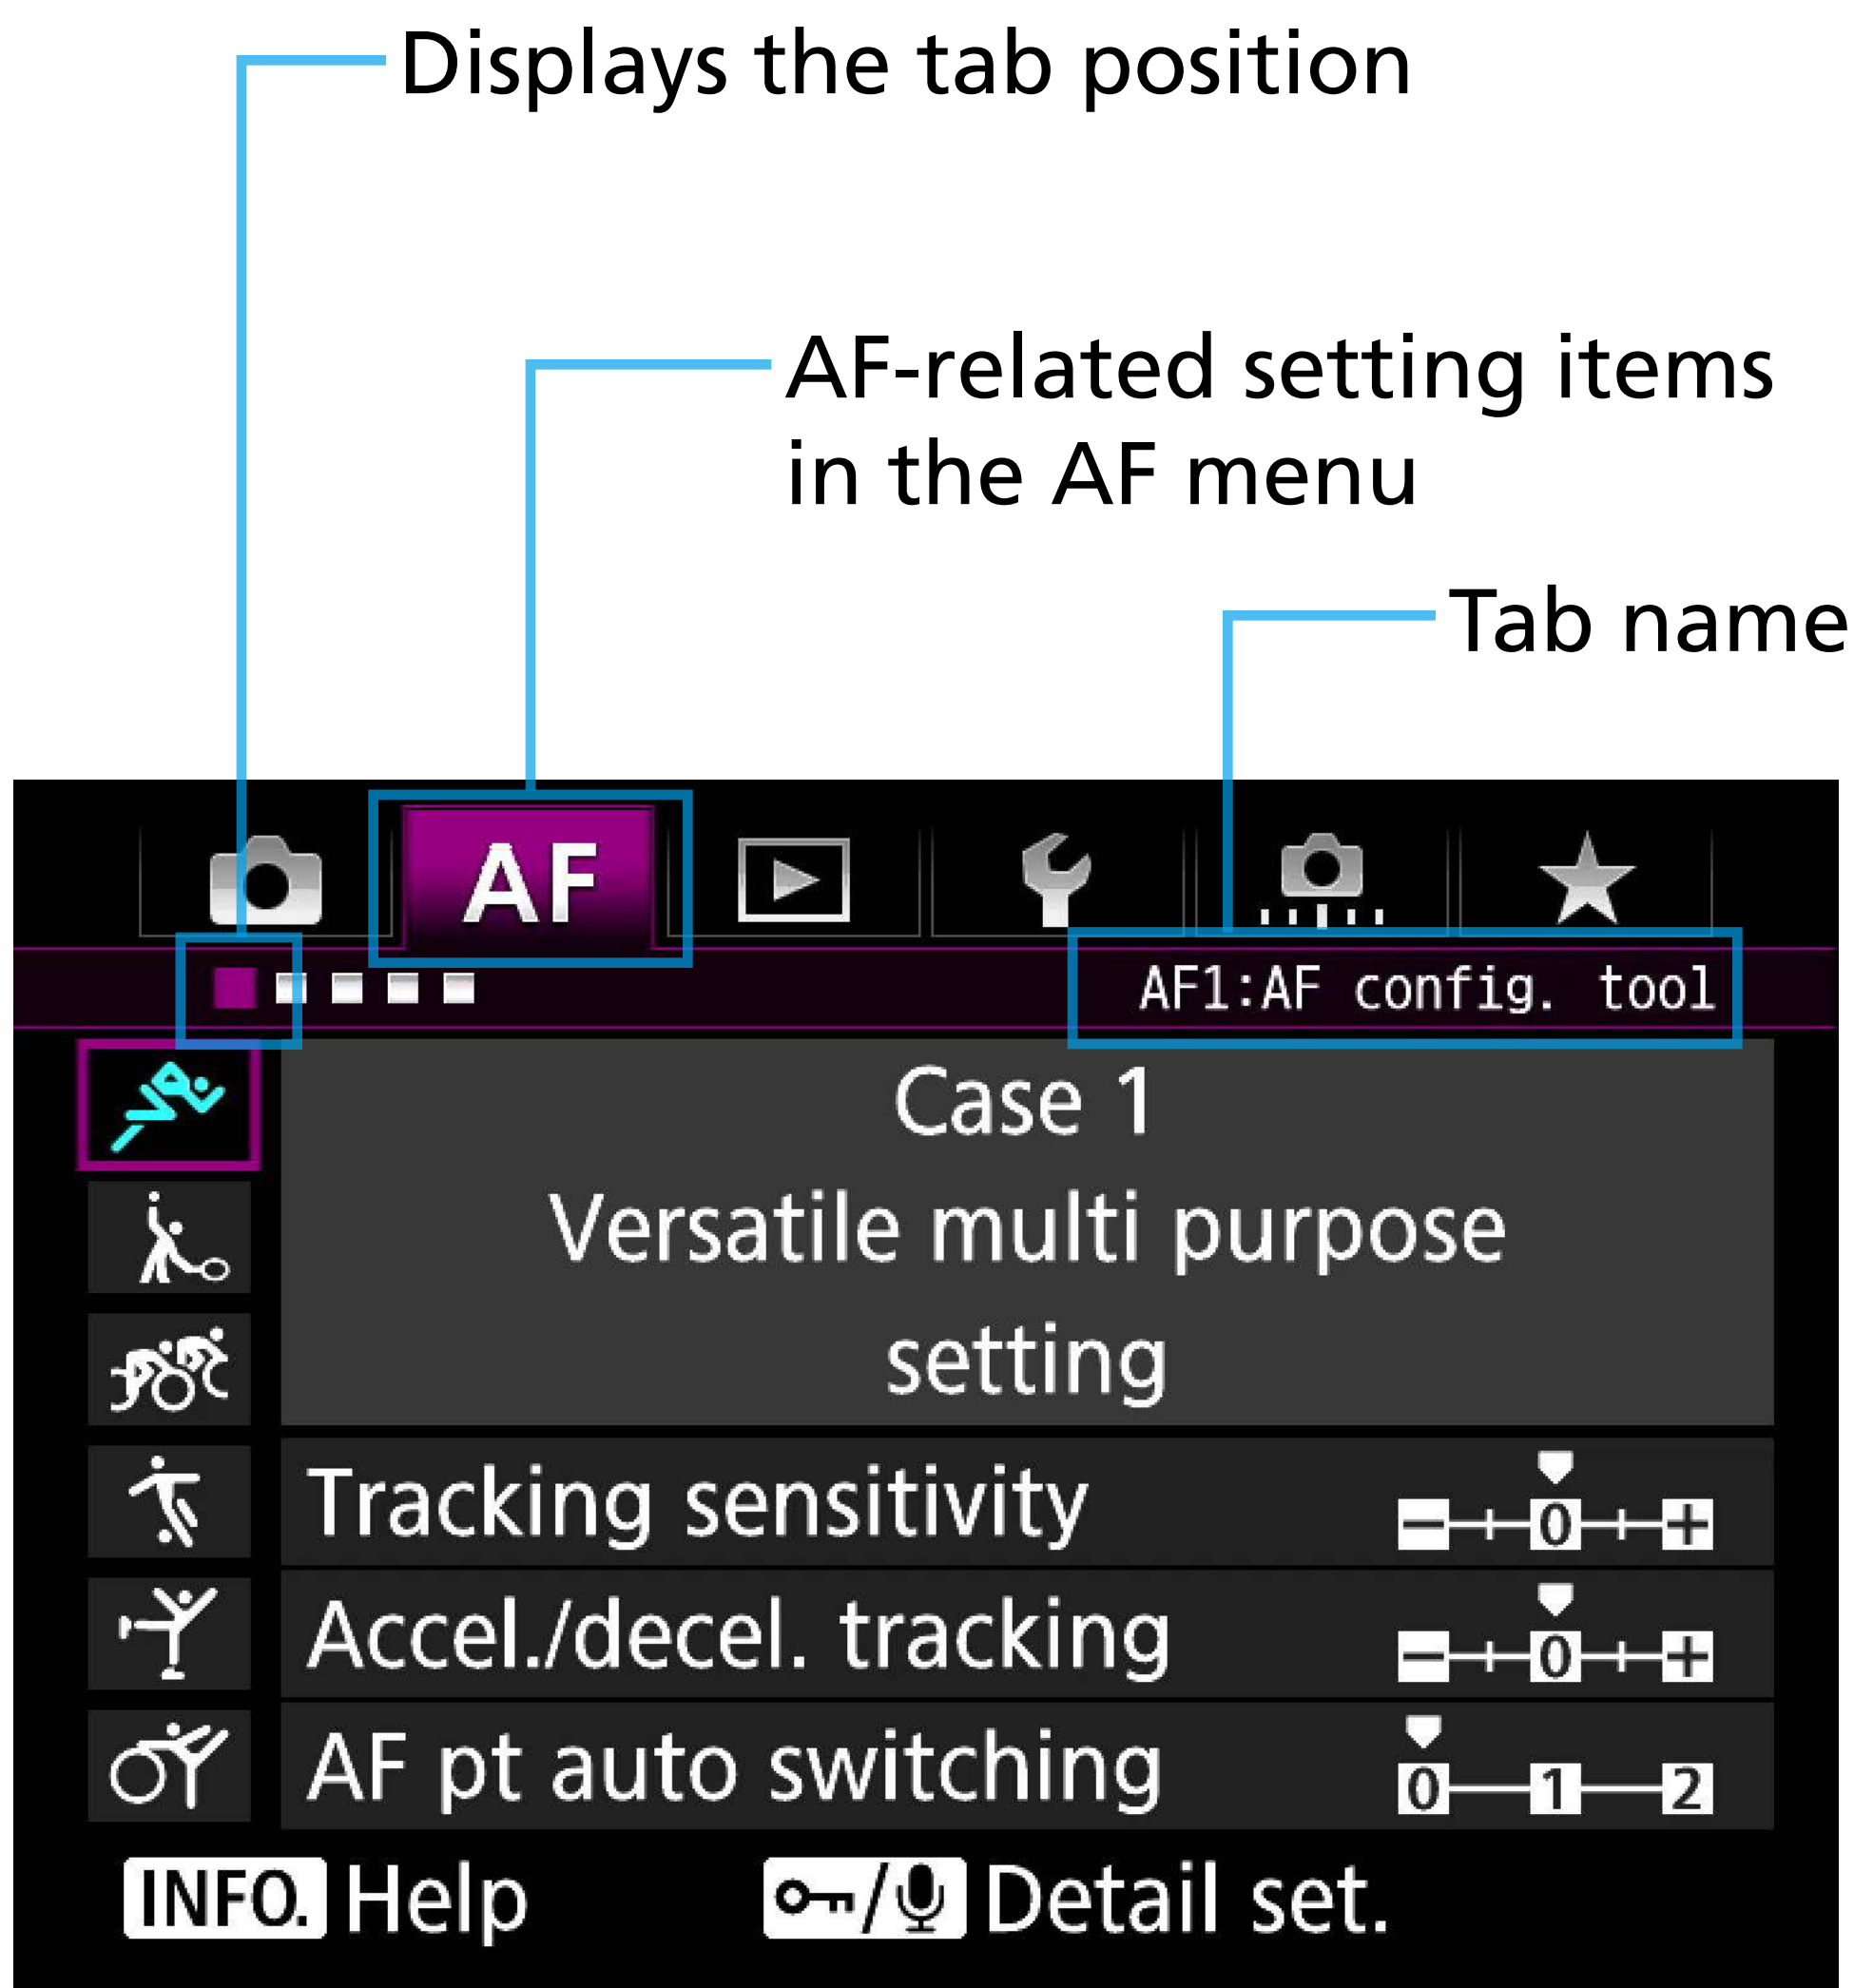 Displays the tab position
AF-related setting items
in the AF menu
Tab name
AF
AF1:AF config. tool
Case 1
Versatile multi purpose
setting
Tracking sensitivity
- 0 +
Accel./decel. tracking
- 0 +
AF pt auto switching
0 1 2
INFO. Help / Detail set.